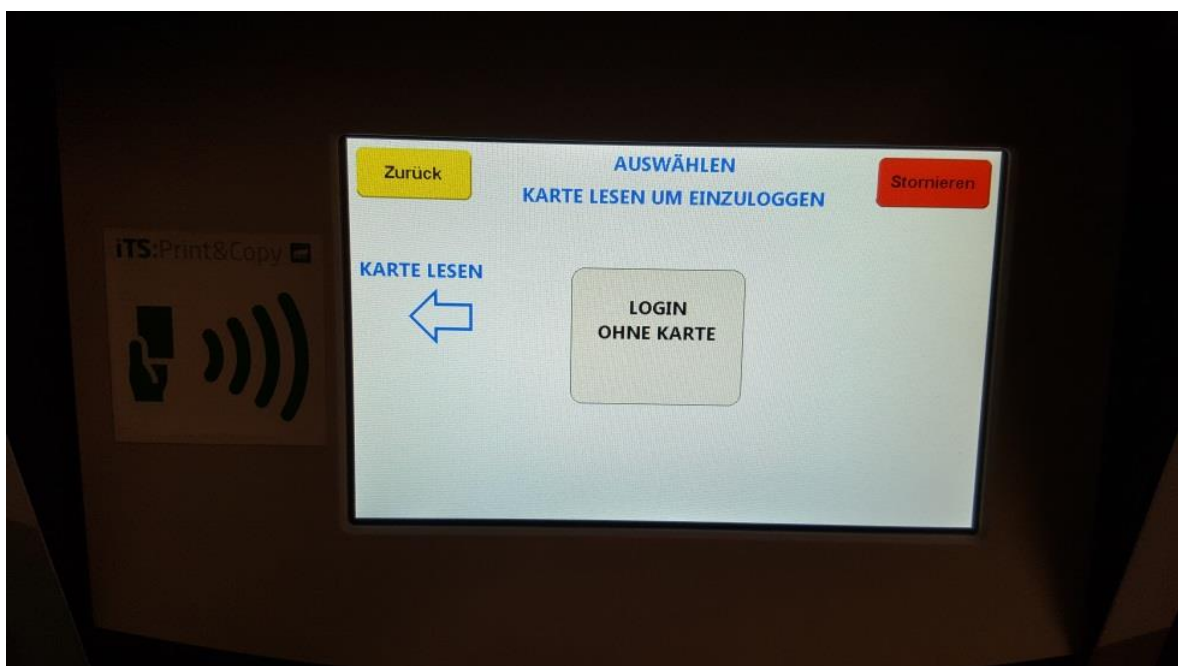 Zurück
AUSWÄHLEN
KARTE LESEN UM EINZULOGGEN
Stornieren
iTS:Print&Copy
KARTE LESEN
LOGIN
OHNE KARTE